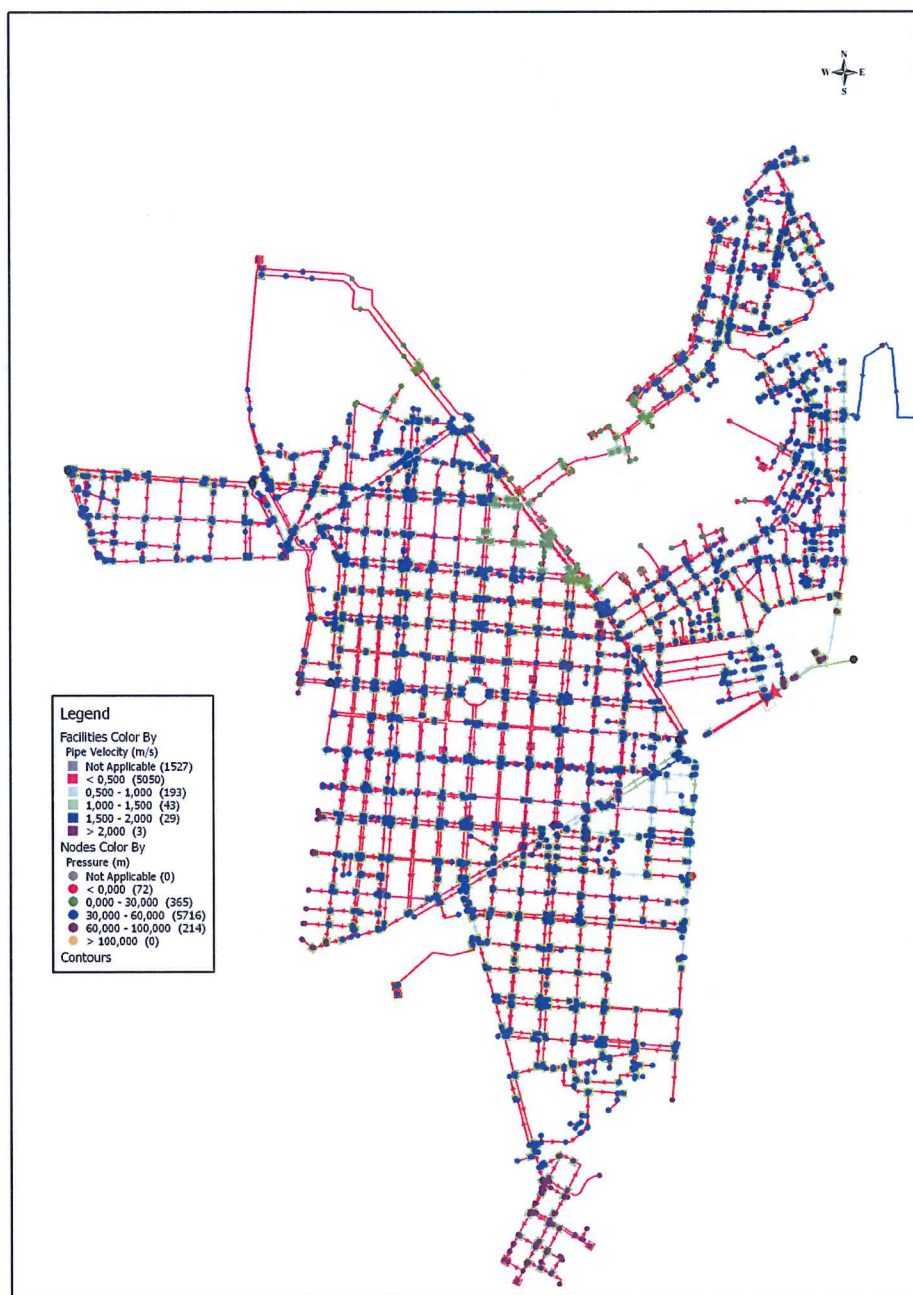 N
W E
S
Legend
Facilities Color By
Pipe Velocity (m/s)
Not Applicable (1527)
< 0,500 (5050)
0,500 - 1,000 (193)
1,000 - 1,500 (43)
1,500 - 2,000 (29)
> 2,000 (3)
Nodes Color By
Pressure (m)
Not Applicable (0)
< 0,000 (72)
0,000 - 30,000 (365)
30,000 - 60,000 (5716)
60,000 - 100,000 (214)
> 100,000 (0)
Contours